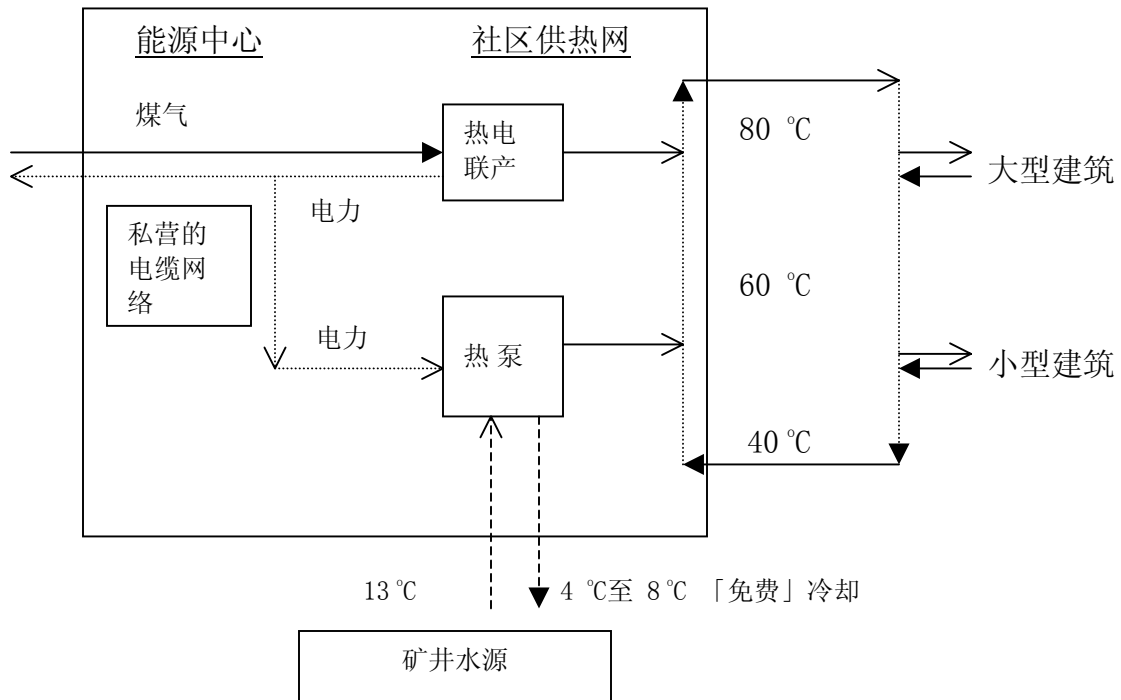 能源中心
社区供热网
煤气
热电
联产
80 ℃
大型建筑
电力
私营的
电缆网
络
60 ℃
电力
热 泵
小型建筑
40 ℃
13 ℃
4 ℃至 8℃ 「免费」冷却
矿井水源